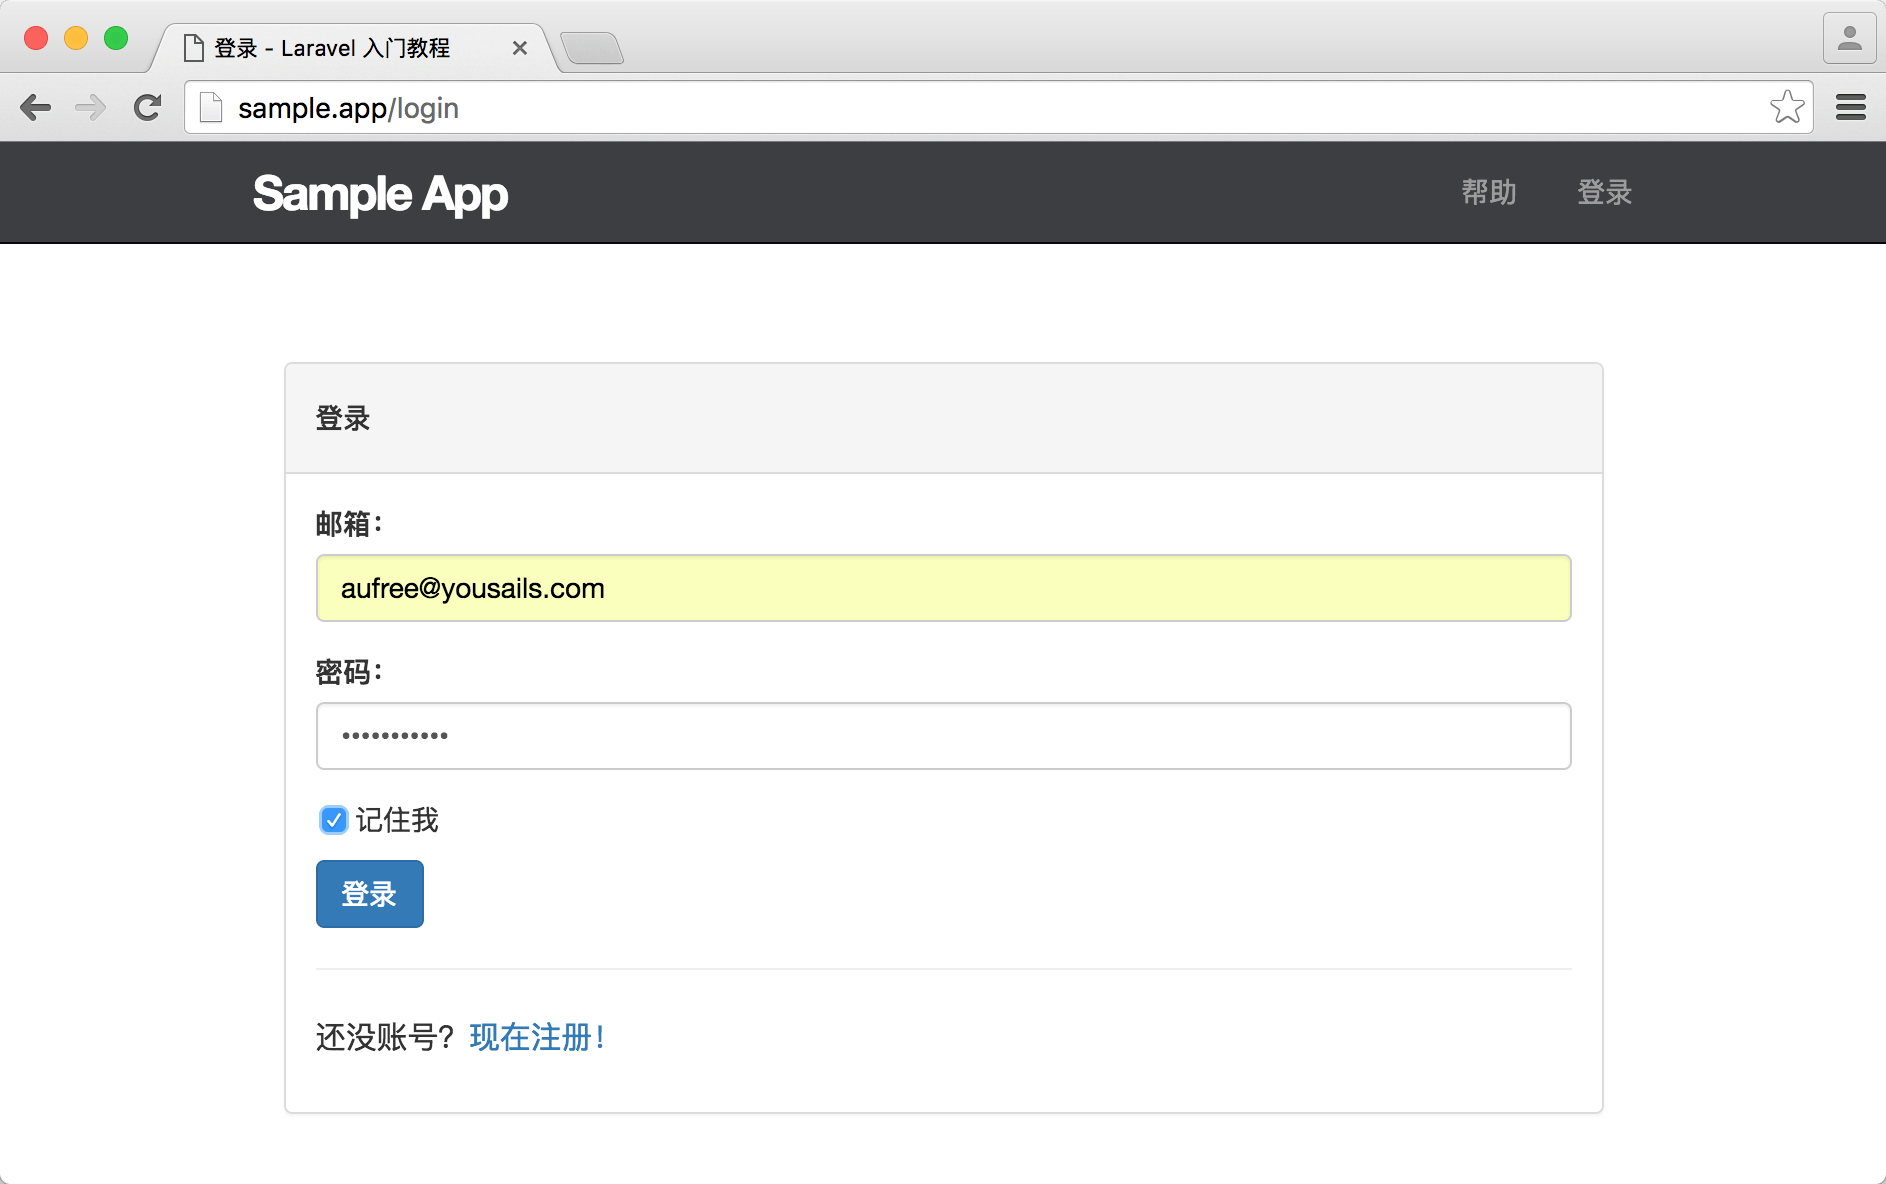 登录 - Laravel 入门教程
sample.app/login
Sample App
帮助 登录
登录
邮箱：
aufree@yousails.com
密码：
•••••••••••
记住我
登录
还没账号？现在注册！